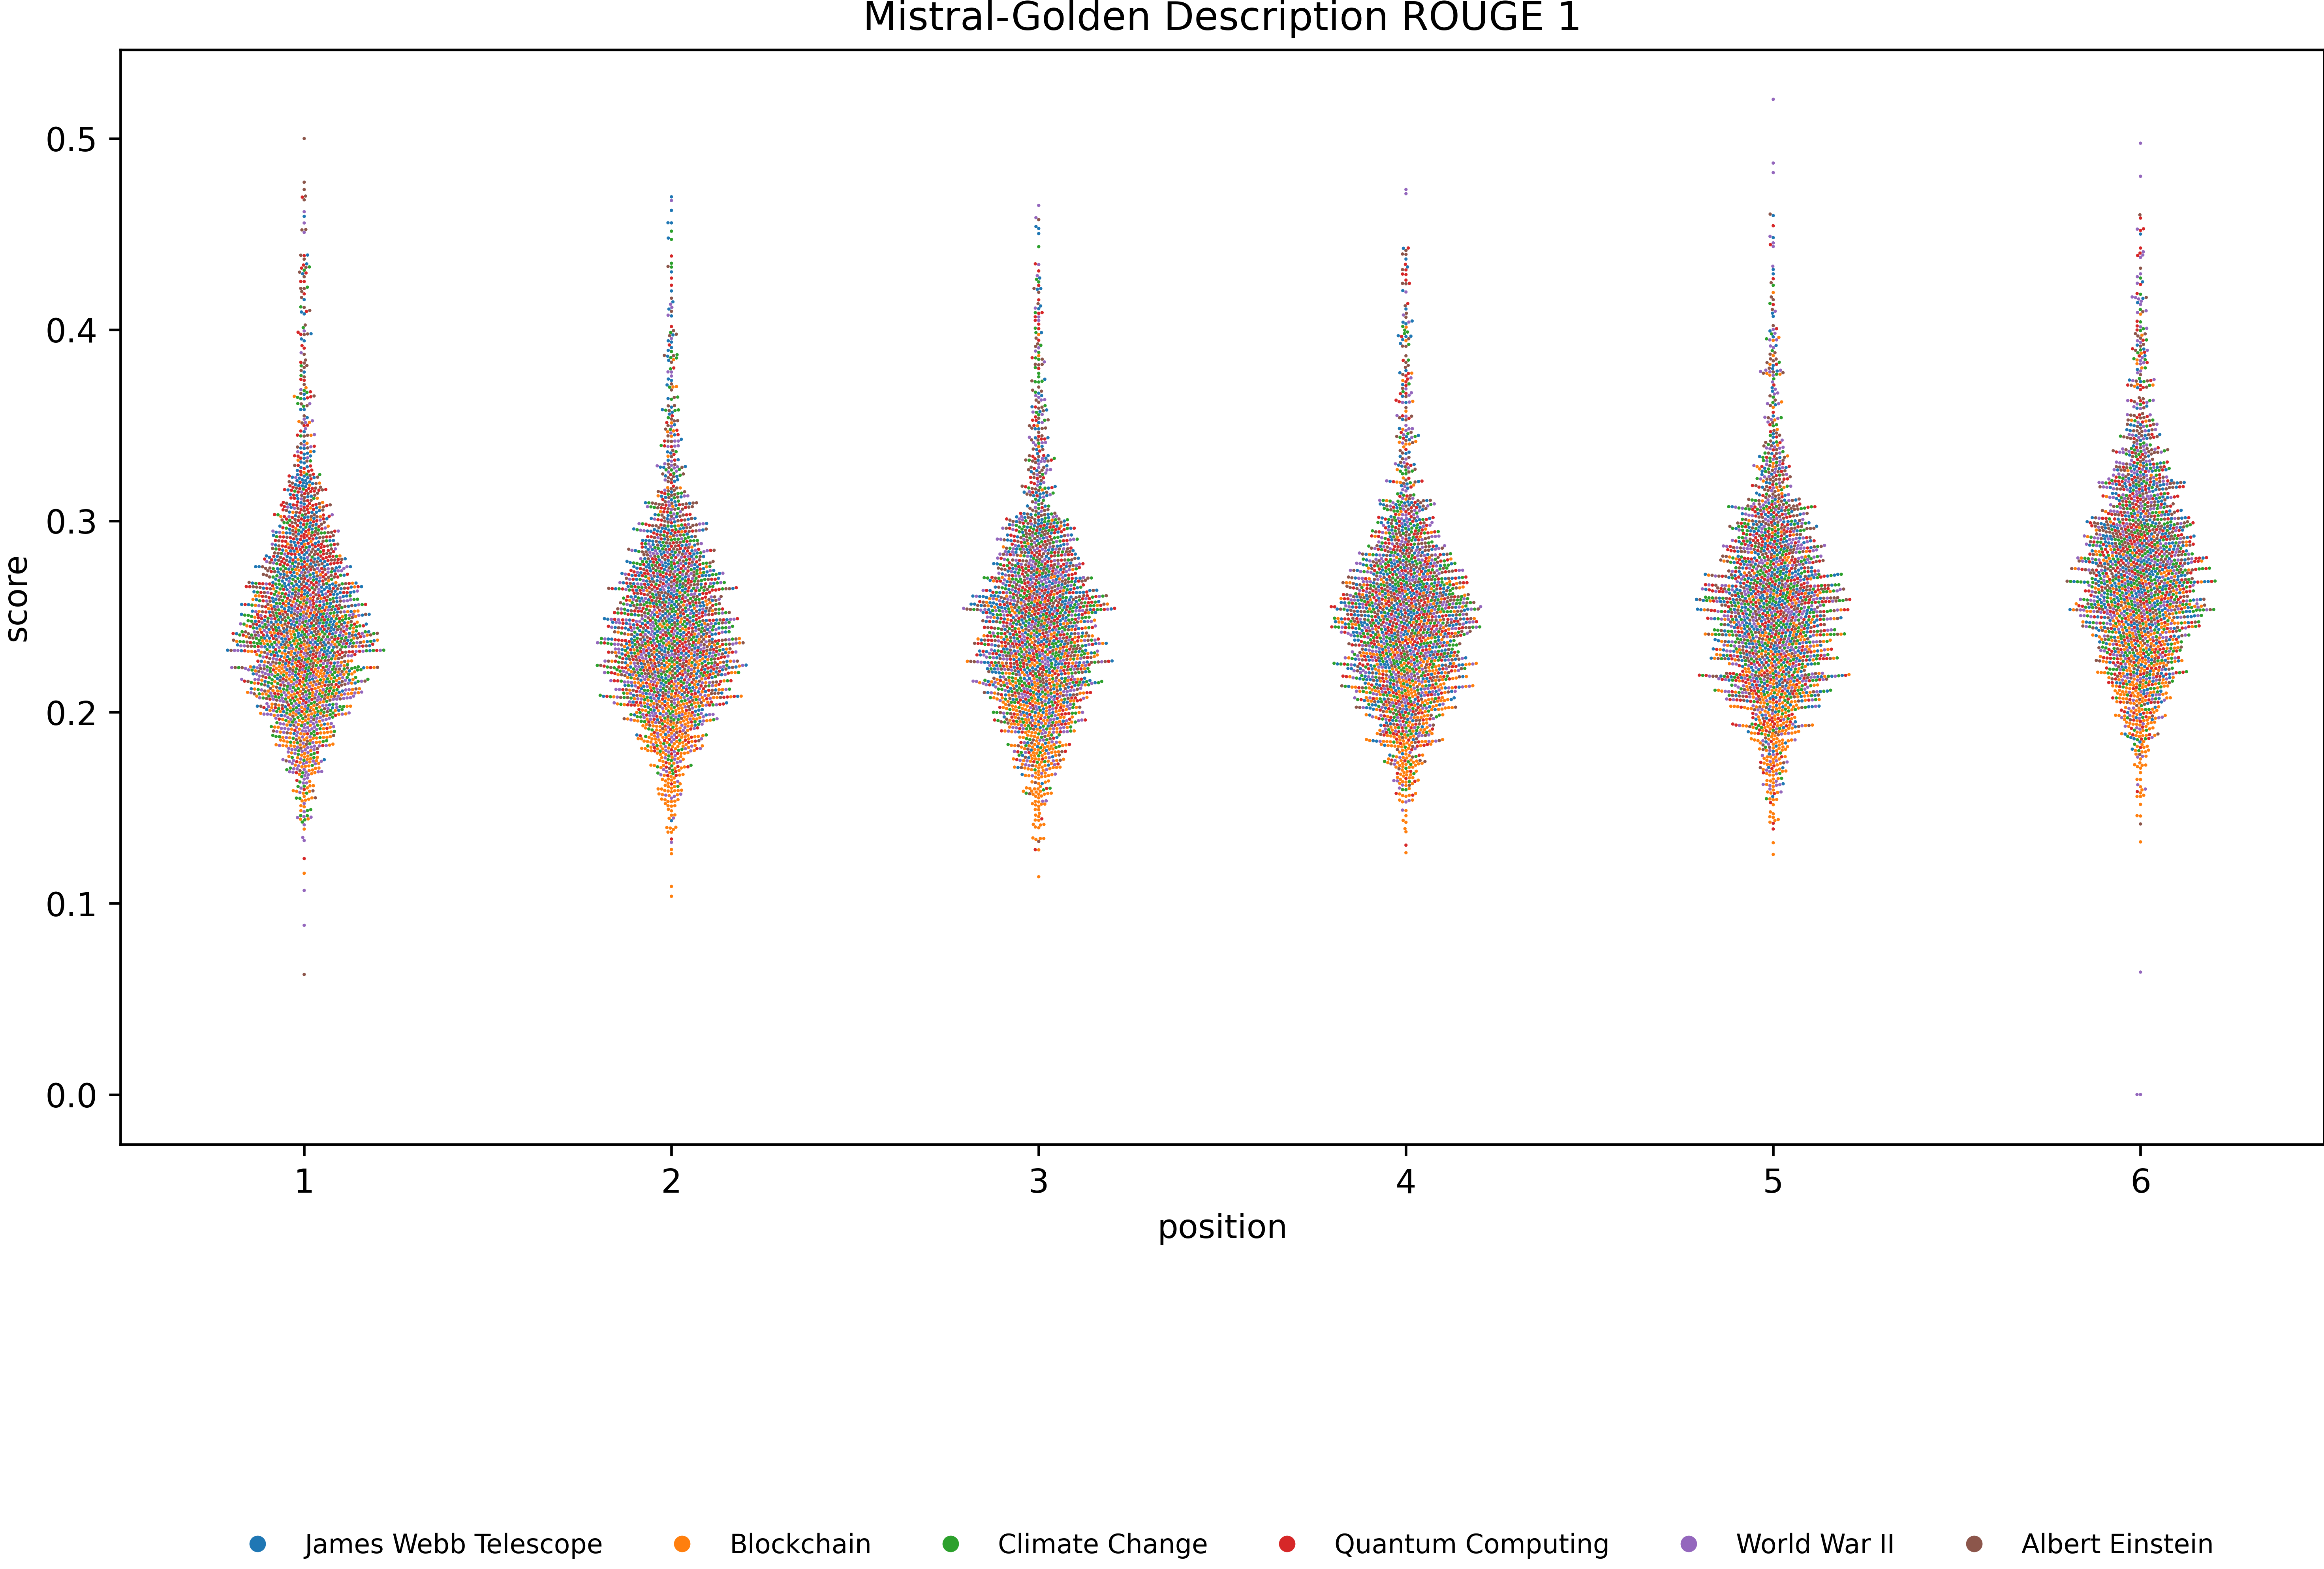 Mistral-Golden Description ROUGE 1
0.5
0.4
0.3
0.2
0.1
0.0
score
1 2 3 4 5 6
position
James Webb Telescope Blockchain Climate Change Quantum Computing World War II Albert Einstein